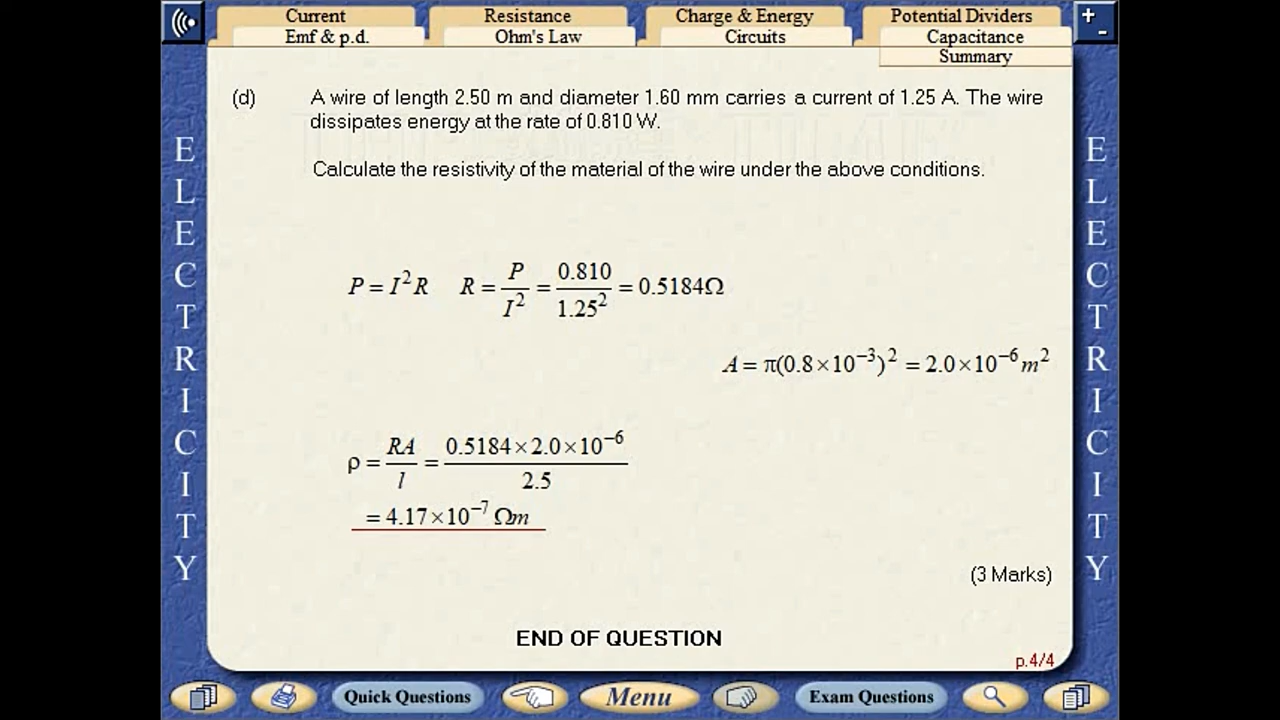 Current
Resistance
Charge & Energy
Potential Dividers
+
-
Emf & p.d.
Ohm's Law
Circuits
Capacitance
Summary
(d) A wire of length 2.50 m and diameter 1.60 mm carries a current of 1.25 A. The wire
dissipates energy at the rate of 0.810 W.
Calculate the resistivity of the material of the wire under the above conditions.
P = I²R R = P/I² = 0.810/1.25² = 0.5184Ω
A = π(0.8×10⁻³)² = 2.0×10⁻⁶m²
ρ = RA/l = 0.5184×2.0×10⁻⁶/2.5
= 4.17×10⁻⁷ Ωm
(3 Marks)
END OF QUESTION
p.4/4
ELECTRICITY
ELECTRICITY
Quick Questions
Menu
Exam Questions